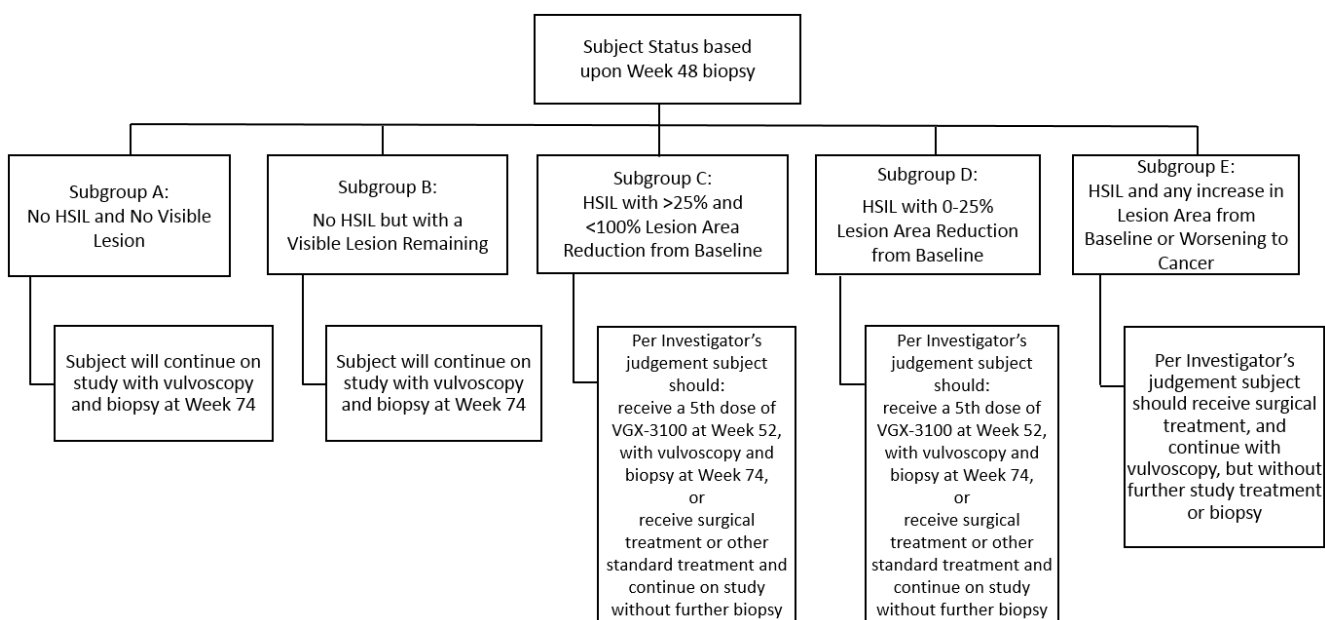 Subject Status based
upon Week 48 biopsy
Subgroup A:
No HSIL and No Visible
Lesion
Subgroup B:
No HSIL but with a
Visible Lesion Remaining
Subgroup C:
HSIL with >25% and
<100% Lesion Area
Reduction from Baseline
Subgroup D:
HSIL with 0-25%
Lesion Area Reduction
from Baseline
Subgroup E:
HSIL and any increase in
Lesion Area from
Baseline or Worsening to
Cancer
Subject will continue on
study with vulvoscopy
and biopsy at Week 74
Subject will continue on
study with vulvoscopy
and biopsy at Week 74
Per Investigator’s
judgement subject
should:
receive a 5th dose of
VGX-3100 at Week 52,
with vulvoscopy and
biopsy at Week 74,
or
receive surgical
treatment or other
standard treatment and
continue on study
without further biopsy
Per Investigator’s
judgement subject
should:
receive a 5th dose of
VGX-3100 at Week 52,
with vulvoscopy and
biopsy at Week 74,
or
receive surgical
treatment or other
standard treatment and
continue on study
without further biopsy
Per Investigator’s
judgement subject
should receive surgical
treatment, and
continue with
vulvoscopy, but without
further study treatment
or biopsy